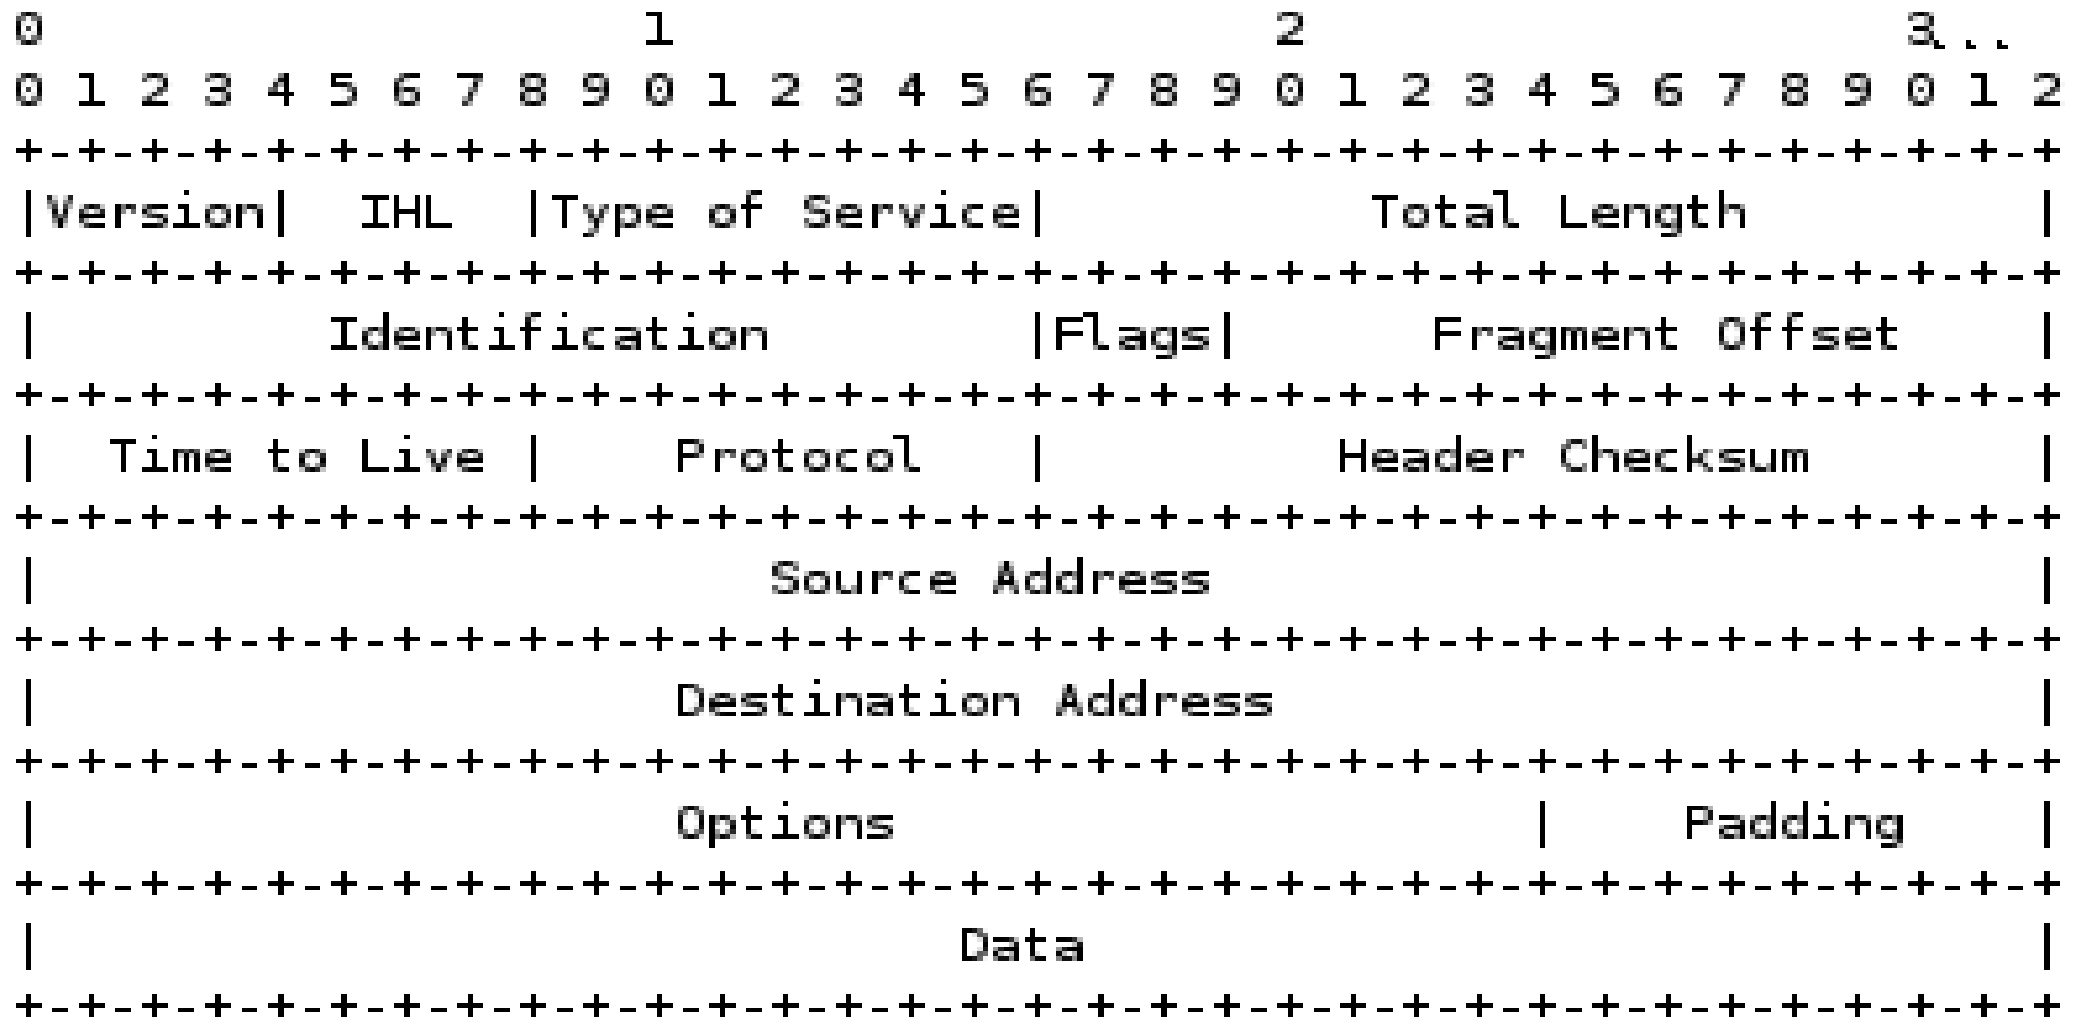 0                   1                   2                   3...
0 1 2 3 4 5 6 7 8 9 0 1 2 3 4 5 6 7 8 9 0 1 2 3 4 5 6 7 8 9 0 1 2
+-+-+-+-+-+-+-+-+-+-+-+-+-+-+-+-+-+-+-+-+-+-+-+-+-+-+-+-+-+-+-+-+
|Version|  IHL  |Type of Service|          Total Length         |
+-+-+-+-+-+-+-+-+-+-+-+-+-+-+-+-+-+-+-+-+-+-+-+-+-+-+-+-+-+-+-+-+
|         Identification        |Flags|      Fragment Offset    |
+-+-+-+-+-+-+-+-+-+-+-+-+-+-+-+-+-+-+-+-+-+-+-+-+-+-+-+-+-+-+-+-+
|  Time to Live |    Protocol   |         Header Checksum       |
+-+-+-+-+-+-+-+-+-+-+-+-+-+-+-+-+-+-+-+-+-+-+-+-+-+-+-+-+-+-+-+-+
|                       Source Address                          |
+-+-+-+-+-+-+-+-+-+-+-+-+-+-+-+-+-+-+-+-+-+-+-+-+-+-+-+-+-+-+-+-+
|                    Destination Address                        |
+-+-+-+-+-+-+-+-+-+-+-+-+-+-+-+-+-+-+-+-+-+-+-+-+-+-+-+-+-+-+-+-+
|                    Options                    |    Padding    |
+-+-+-+-+-+-+-+-+-+-+-+-+-+-+-+-+-+-+-+-+-+-+-+-+-+-+-+-+-+-+-+-+
|                             Data                              |
+-+-+-+-+-+-+-+-+-+-+-+-+-+-+-+-+-+-+-+-+-+-+-+-+-+-+-+-+-+-+-+-+